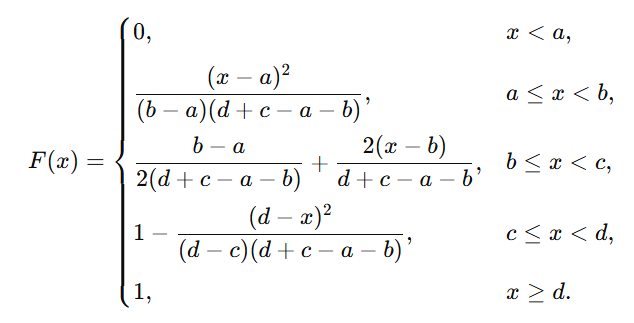 F(x) = { 0, x < a,
(x − a)² / ((b − a)(d + c − a − b)), a ≤ x < b,
(b − a) / (2(d + c − a − b)) + 2(x − b) / (d + c − a − b), b ≤ x < c,
1 − (d − x)² / ((d − c)(d + c − a − b)), c ≤ x < d,
1, x ≥ d.